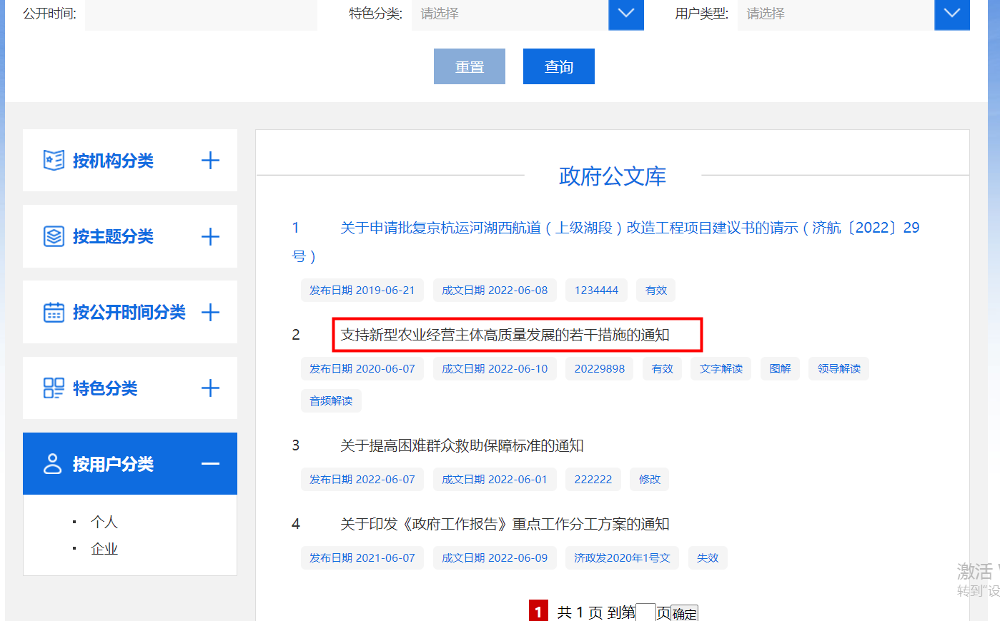 公开时间:
特色分类: 请选择
用户类型: 请选择
重置 查询
按机构分类
按主题分类
按公开时间分类
特色分类
按用户分类
个人
企业
政府公文库
1 关于申请批复京杭运河湖西航道（上级湖段）改造工程项目建议书的请示（济航〔2022〕29
号）
发布日期 2019-06-21 成文日期 2022-06-08 1234444 有效
2 支持新型农业经营主体高质量发展的若干措施的通知
发布日期 2020-06-07 成文日期 2022-06-10 20229898 有效 文字解读 图解 领导解读
音频解读
3 关于提高困难群众救助保障标准的通知
发布日期 2022-06-07 成文日期 2022-06-01 222222 修改
4 关于印发《政府工作报告》重点工作分工方案的通知
发布日期 2021-06-07 成文日期 2022-06-09 济政发2020年1号文 失效
1 共 1 页 到第 页 确定
激活
转到"设